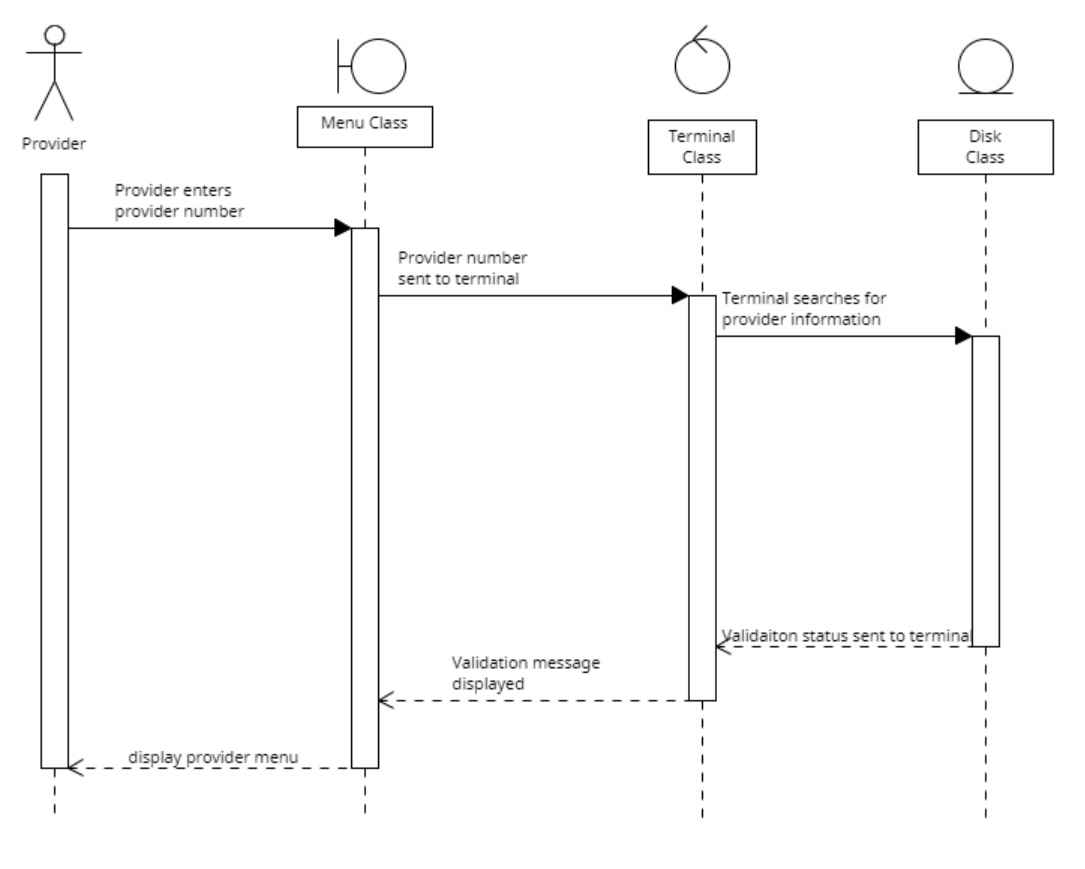 Provider
Menu Class
Terminal
Class
Disk
Class
Provider enters
provider number
Provider number
sent to terminal
Terminal searches for
provider information
Validaiton status sent to terminal
Validation message
displayed
display provider menu